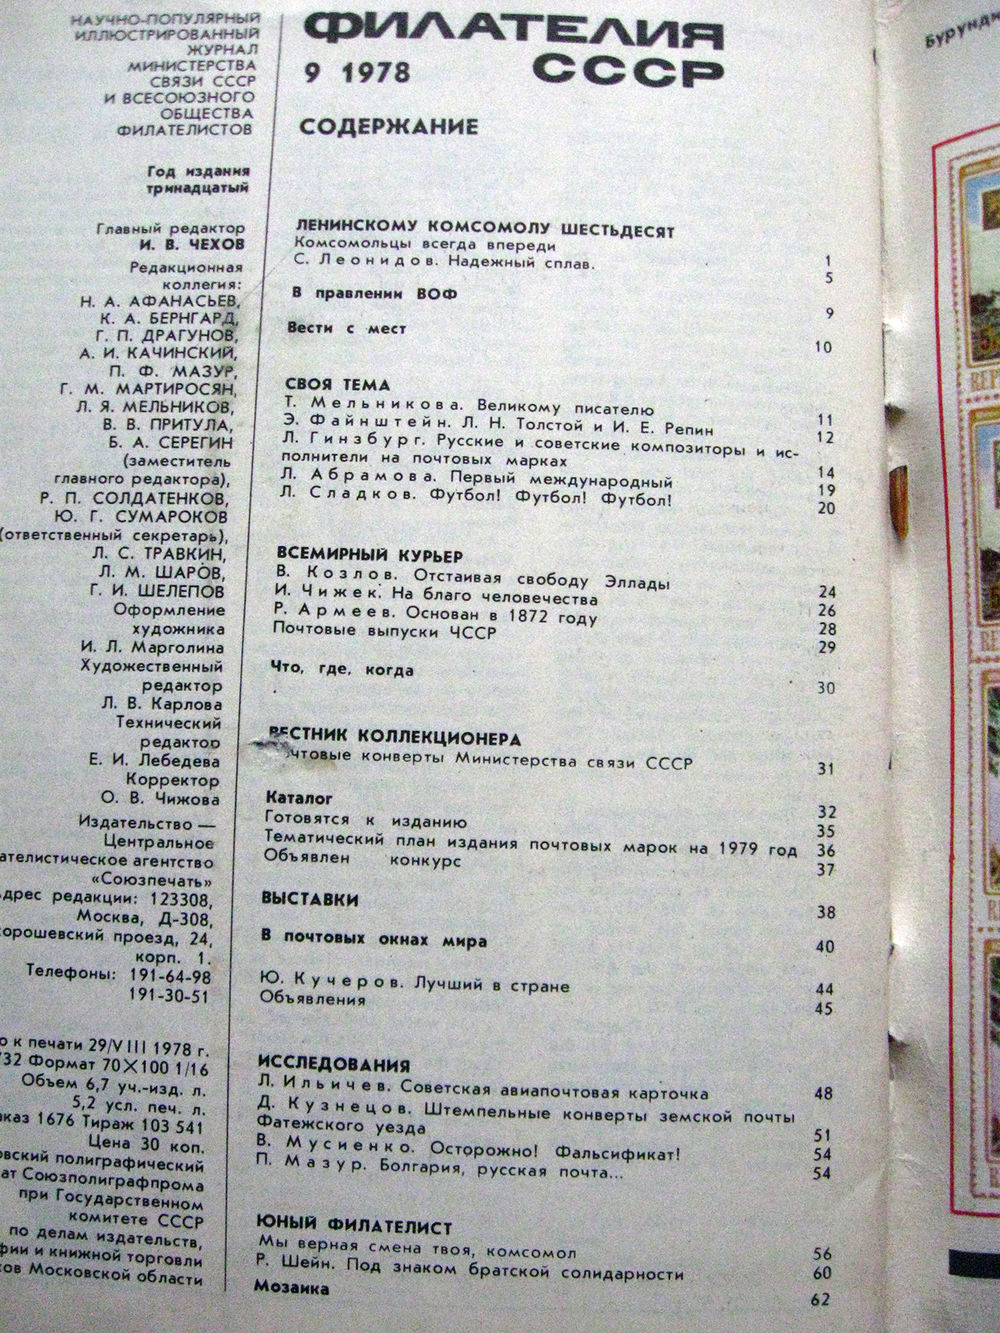 НАУЧНО-ПОПУЛЯРНЫЙ
ИЛЛЮСТРИРОВАННЫЙ
ЖУРНАЛ
МИНИСТЕРСТВА
СВЯЗИ СССР
И ВСЕСОЮЗНОГО
ОБЩЕСТВА
ФИЛАТЕЛИСТОВ
Год издания
тринадцатый
Главный редактор
И. В. ЧЕХОВ
Редакционная
коллегия:
Н. А. АФАНАСЬЕВ,
К. А. БЕРНГАРД,
Г. П. ДРАГУНОВ,
А. И. КАЧИНСКИЙ,
П. Ф. МАЗУР,
Г. М. МАРТИРОСЯН,
Л. Я. МЕЛЬНИКОВ,
В. В. ПРИТУЛА,
Б. А. СЕРЕГИН
(заместитель
главного редактора),
Р. П. СОЛДАТЕНКОВ,
Ю. Г. СУМАРОКОВ
(ответственный секретарь),
Л. С. ТРАВКИН,
Л. М. ШАРОВ,
Г. И. ШЕЛЕПОВ
Оформление
художника
И. Л. Марголина
Художественный
редактор
Л. В. Карлова
Технический
редактор
Е. И. Лебедева
Корректор
О. В. Чижова
Издательство —
Центральное
ателистическое агентство
«Союзпечать»
дрес редакции: 123308,
Москва, Д-308,
орошевский проезд, 24,
корп. 1.
Телефоны: 191-64-98
191-30-51
о к печати 29/VIII 1978 г.
/32 Формат 70×100 1/16
Объем 6,7 уч.-изд. л.
5,2 усл. печ. л.
аказ 1676 Тираж 103 541
Цена 30 коп.
овский полиграфический
ат Союзполиграфпрома
при Государственном
комитете СССР
по делам издательств,
фии и книжной торговли
ов Московской области
ФИЛАТЕЛИЯ
9 1978 СССР
СОДЕРЖАНИЕ
ЛЕНИНСКОМУ КОМСОМОЛУ ШЕСТЬДЕСЯТ
Комсомольцы всегда впереди 1
С. Леонидов. Надежный сплав. 5
В правлении ВОФ 9
Вести с мест 10
СВОЯ ТЕМА
Т. Мельникова. Великому писателю 11
Э. Файнштейн. Л. Н. Толстой и И. Е. Репин 12
Л. Гинзбург. Русские и советские композиторы и ис-
полнители на почтовых марках 14
Л. Абрамова. Первый международный 19
Л. Сладков. Футбол! Футбол! Футбол! 20
ВСЕМИРНЫЙ КУРЬЕР
В. Козлов. Отстаивая свободу Эллады 24
И. Чижек. На благо человечества 26
Р. Армеев. Основан в 1872 году 28
Почтовые выпуски ЧССР 29
Что, где, когда 30
ВЕСТНИК КОЛЛЕКЦИОНЕРА
чтовые конверты Министерства связи СССР 31
Каталог 32
Готовятся к изданию 35
Тематический план издания почтовых марок на 1979 год 36
Объявлен конкурс 37
ВЫСТАВКИ 38
В почтовых окнах мира 40
Ю. Кучеров. Лучший в стране 44
Объявления 45
ИССЛЕДОВАНИЯ
Л. Ильичев. Советская авиапочтовая карточка 48
Д. Кузнецов. Штемпельные конверты земской почты
Фатежского уезда 51
В. Мусиенко. Осторожно! Фальсификат! 54
П. Мазур. Болгария, русская почта... 54
ЮНЫЙ ФИЛАТЕЛИСТ
Мы верная смена твоя, комсомол 56
Р. Шейн. Под знаком братской солидарности 60
Мозаика 62